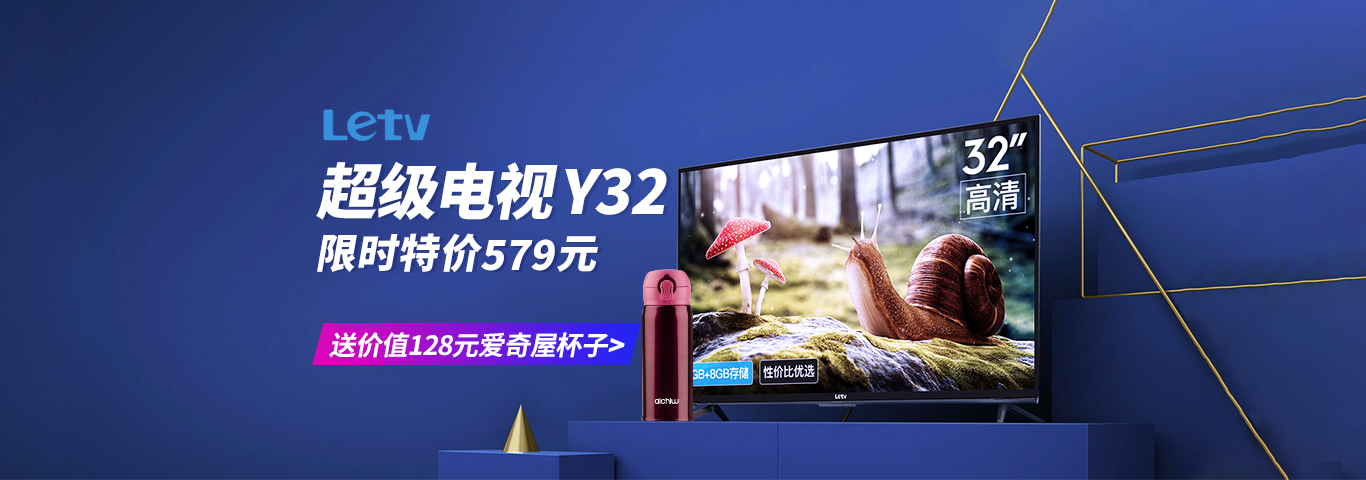 Letv
超级电视Y32
限时特价579元
送价值128元爱奇屋杯子>
32"
高清
GB+8GB存储
性价比优选
Letv
aichiw